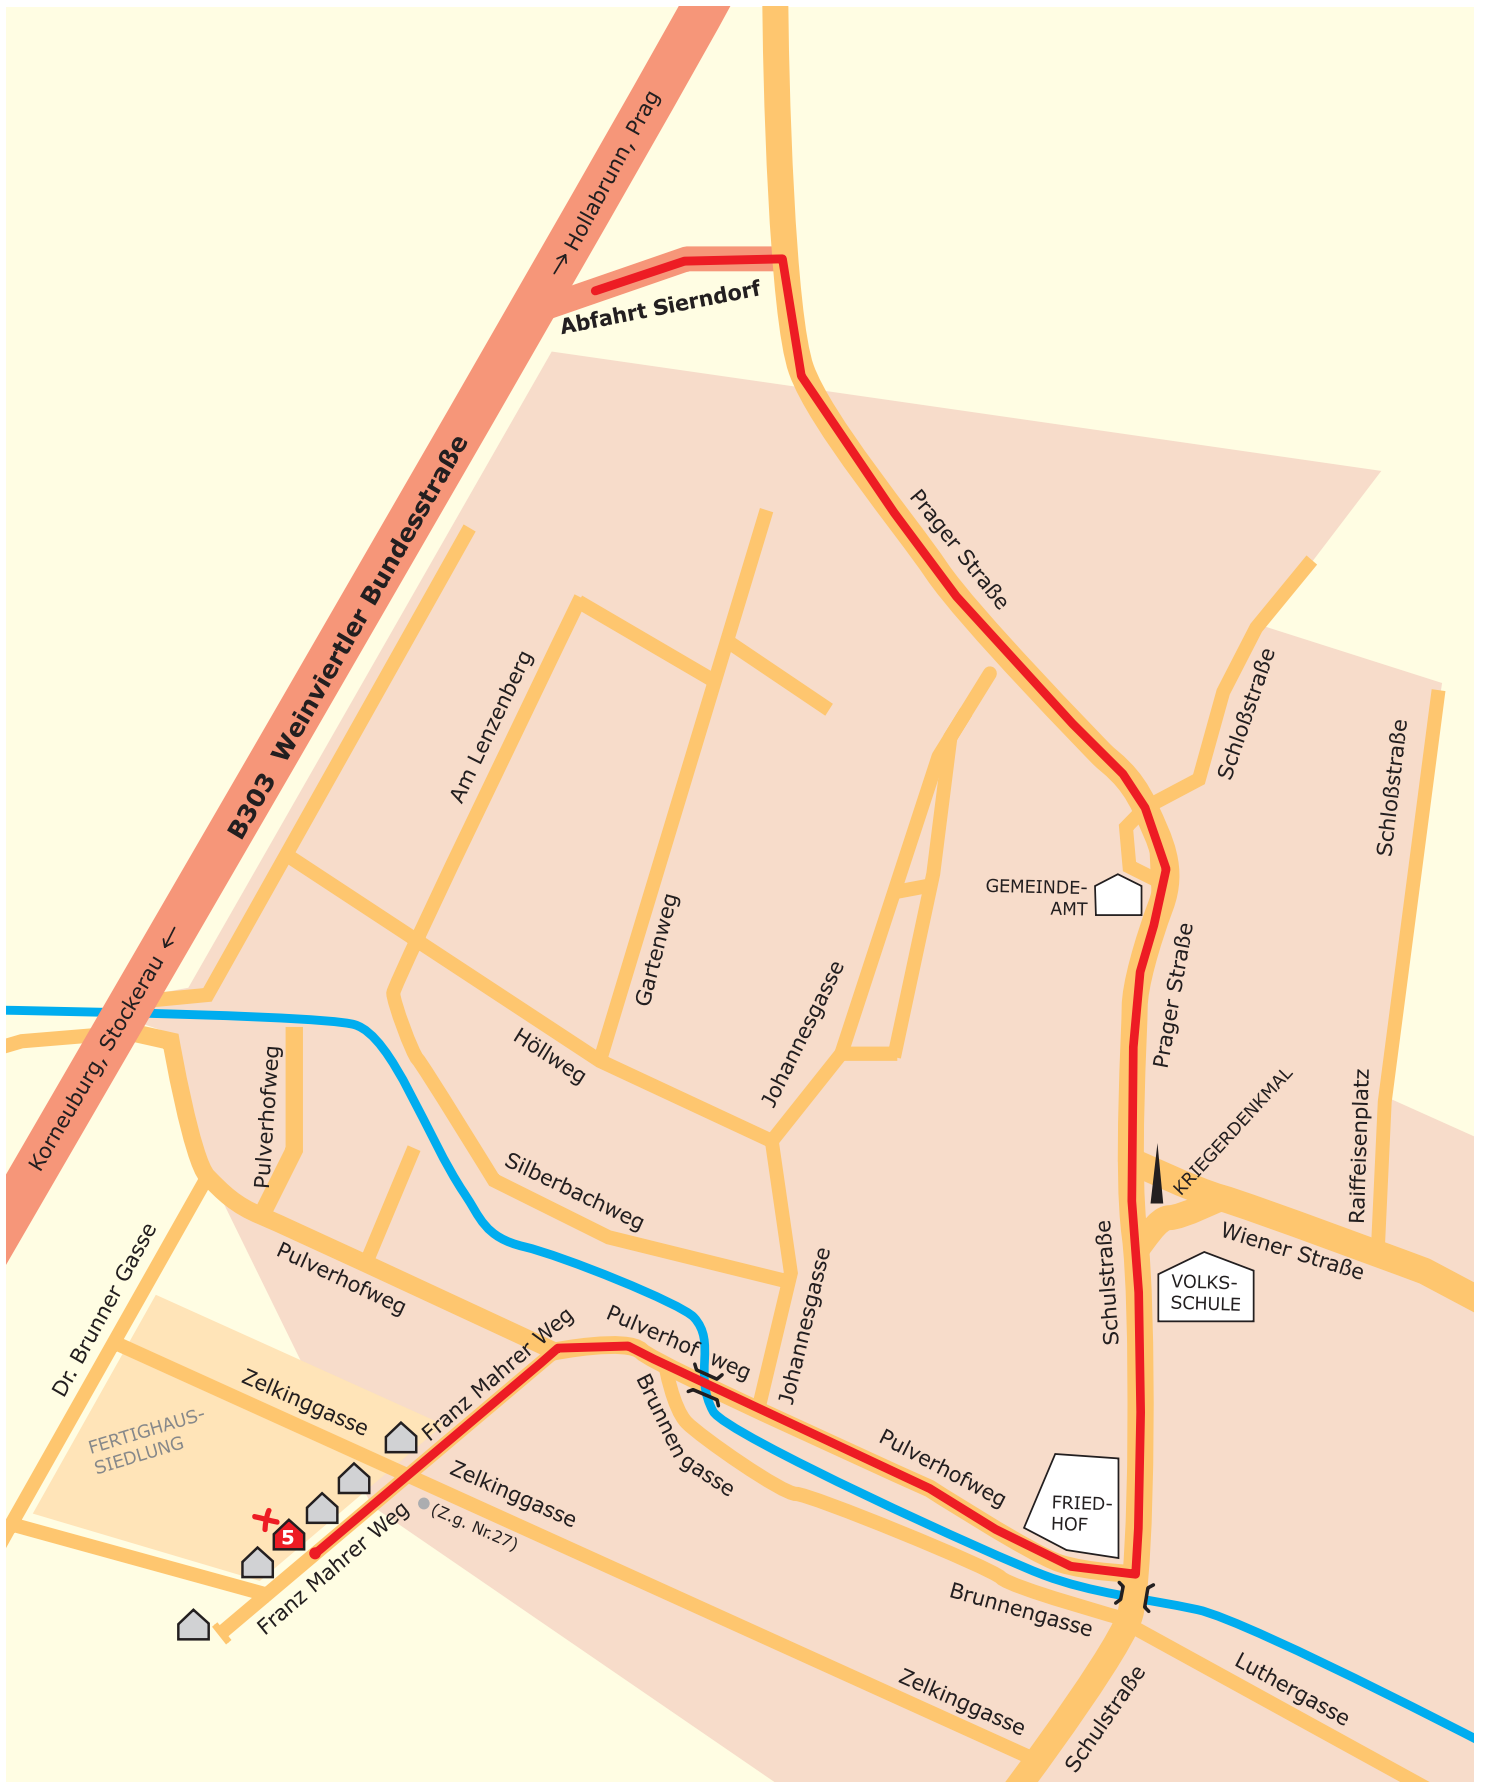 → Hollabrunn, Prag
Abfahrt Sierndorf
B303 Weinviertler Bundesstraße
Prager Straße
Schloßstraße
Schloßstraße
Am Lenzenberg
GEMEINDE-
AMT
Gartenweg
Prager Straße
Johannesgasse
Korneuburg, Stockerau ←
Höllweg
Pulverhofweg
KRIEGERDENKMAL
Raiffeisenplatz
Silberbachweg
Wiener Straße
Schulstraße
VOLKS-
SCHULE
Pulverhofweg
Dr. Brunner Gasse
Johannesgasse
Pulverhofweg
Franz Mahrer Weg
Zelkinggasse
Brunnengasse
FERTIGHAUS-
SIEDLUNG
Pulverhofweg
Zelkinggasse
(Z.g. Nr.27)
FRIED-
HOF
5
Franz Mahrer Weg
Brunnengasse
Luthergasse
Zelkinggasse
Schulstraße